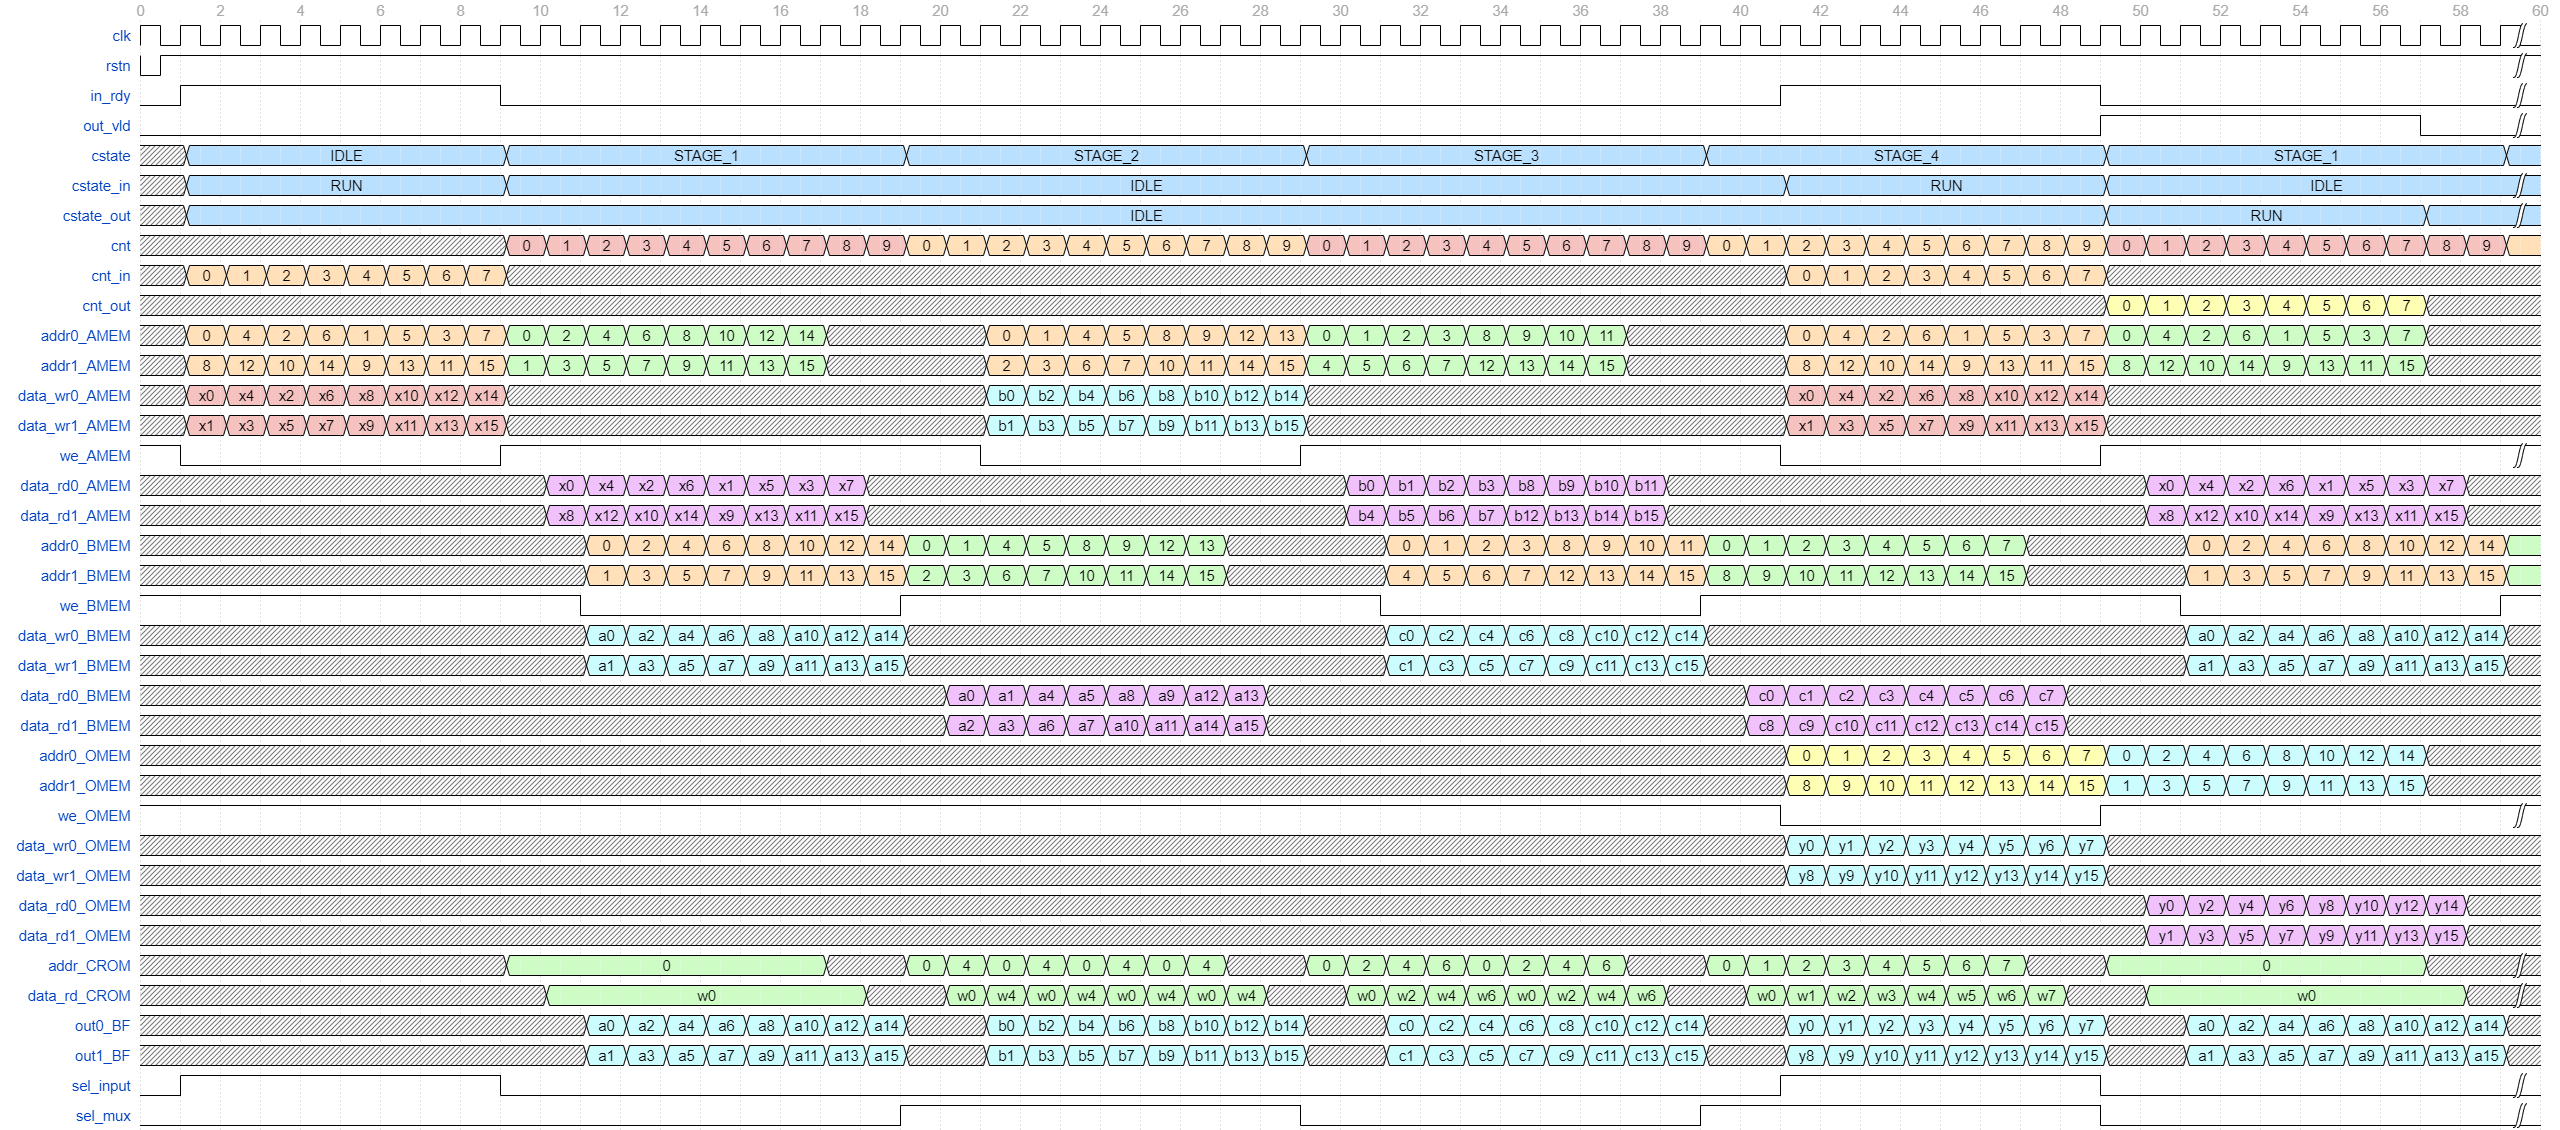 0 2 4 6 8 10 12 14 16 18 20 22 24 26 28 30 32 34 36 38 40 42 44 46 48 50 52 54 56 58 60
clk
rstn
in_rdy
out_vld
cstate IDLE STAGE_1 STAGE_2 STAGE_3 STAGE_4 STAGE_1
cstate_in RUN IDLE RUN IDLE
cstate_out IDLE RUN
cnt 0 1 2 3 4 5 6 7 8 9 0 1 2 3 4 5 6 7 8 9 0 1 2 3 4 5 6 7 8 9 0 1 2 3 4 5 6 7 8 9 0 1 2 3 4 5 6 7 8 9
cnt_in 0 1 2 3 4 5 6 7 0 1 2 3 4 5 6 7
cnt_out 0 1 2 3 4 5 6 7
addr0_AMEM 0 4 2 6 1 5 3 7 0 2 4 6 8 10 12 14 0 1 4 5 8 9 12 13 0 1 2 3 8 9 10 11 0 4 2 6 1 5 3 7 0 4 2 6 1 5 3 7
addr1_AMEM 8 12 10 14 9 13 11 15 1 3 5 7 9 11 13 15 2 3 6 7 10 11 14 15 4 5 6 7 12 13 14 15 8 12 10 14 9 13 11 15 8 12 10 14 9 13 11 15
data_wr0_AMEM x0 x4 x2 x6 x8 x10 x12 x14 b0 b2 b4 b6 b8 b10 b12 b14 x0 x4 x2 x6 x8 x10 x12 x14
data_wr1_AMEM x1 x3 x5 x7 x9 x11 x13 x15 b1 b3 b5 b7 b9 b11 b13 b15 x1 x3 x5 x7 x9 x11 x13 x15
we_AMEM
data_rd0_AMEM x0 x4 x2 x6 x1 x5 x3 x7 b0 b1 b2 b3 b8 b9 b10 b11 x0 x4 x2 x6 x1 x5 x3 x7
data_rd1_AMEM x8 x12 x10 x14 x9 x13 x11 x15 b4 b5 b6 b7 b12 b13 b14 b15 x8 x12 x10 x14 x9 x13 x11 x15
addr0_BMEM 0 2 4 6 8 10 12 14 0 1 4 5 8 9 12 13 0 1 2 3 8 9 10 11 0 1 2 3 4 5 6 7 0 2 4 6 8 10 12 14
addr1_BMEM 1 3 5 7 9 11 13 15 2 3 6 7 10 11 14 15 4 5 6 7 12 13 14 15 8 9 10 11 12 13 14 15 1 3 5 7 9 11 13 15
we_BMEM
data_wr0_BMEM a0 a2 a4 a6 a8 a10 a12 a14 c0 c2 c4 c6 c8 c10 c12 c14 a0 a2 a4 a6 a8 a10 a12 a14
data_wr1_BMEM a1 a3 a5 a7 a9 a11 a13 a15 c1 c3 c5 c7 c9 c11 c13 c15 a1 a3 a5 a7 a9 a11 a13 a15
data_rd0_BMEM a0 a1 a4 a5 a8 a9 a12 a13 c0 c1 c2 c3 c4 c5 c6 c7
data_rd1_BMEM a2 a3 a6 a7 a10 a11 a14 a15 c8 c9 c10 c11 c12 c13 c14 c15
addr0_OMEM 0 1 2 3 4 5 6 7 0 2 4 6 8 10 12 14
addr1_OMEM 8 9 10 11 12 13 14 15 1 3 5 7 9 11 13 15
we_OMEM
data_wr0_OMEM y0 y1 y2 y3 y4 y5 y6 y7
data_wr1_OMEM y8 y9 y10 y11 y12 y13 y14 y15
data_rd0_OMEM y0 y2 y4 y6 y8 y10 y12 y14
data_rd1_OMEM y1 y3 y5 y7 y9 y11 y13 y15
addr_CROM 0 0 4 0 4 0 4 0 4 0 2 4 6 0 2 4 6 0 1 2 3 4 5 6 7 0
data_rd_CROM w0 w0 w4 w0 w4 w0 w4 w0 w4 w0 w2 w4 w6 w0 w2 w4 w6 w0 w1 w2 w3 w4 w5 w6 w7 w0
out0_BF a0 a2 a4 a6 a8 a10 a12 a14 b0 b2 b4 b6 b8 b10 b12 b14 c0 c2 c4 c6 c8 c10 c12 c14 y0 y1 y2 y3 y4 y5 y6 y7 a0 a2 a4 a6 a8 a10 a12 a14
out1_BF a1 a3 a5 a7 a9 a11 a13 a15 b1 b3 b5 b7 b9 b11 b13 b15 c1 c3 c5 c7 c9 c11 c13 c15 y8 y9 y10 y11 y12 y13 y14 y15 a1 a3 a5 a7 a9 a11 a13 a15
sel_input
sel_mux